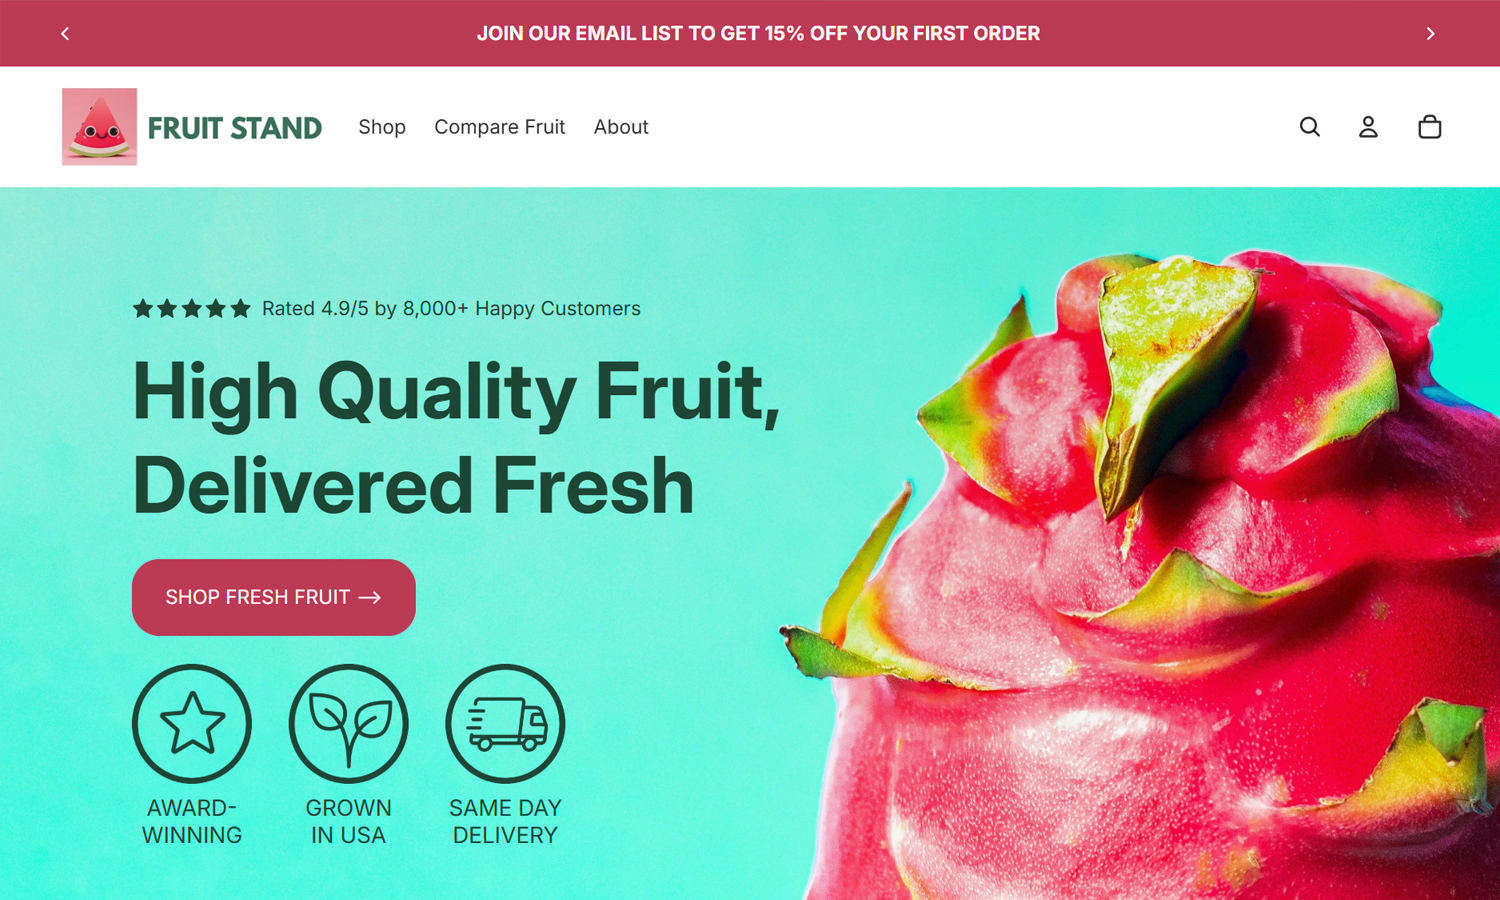 JOIN OUR EMAIL LIST TO GET 15% OFF YOUR FIRST ORDER
FRUIT STAND
Shop
Compare Fruit
About
Rated 4.9/5 by 8,000+ Happy Customers
High Quality Fruit,
Delivered Fresh
SHOP FRESH FRUIT →
AWARD-
WINNING
GROWN
IN USA
SAME DAY
DELIVERY